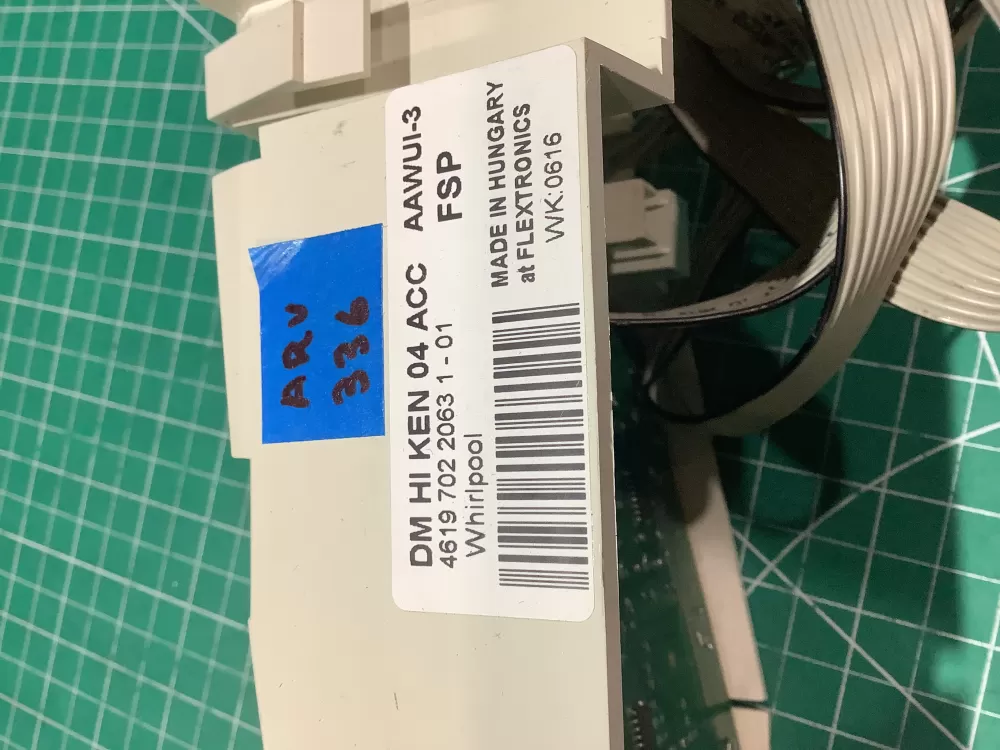 ARV
336
DM HI KEN 04 ACC AAWUI-3
4619 702 2063 1 - 01 FSP
Whirlpool
MADE IN HUNGARY
at FLEXTRONICS
WK:0616